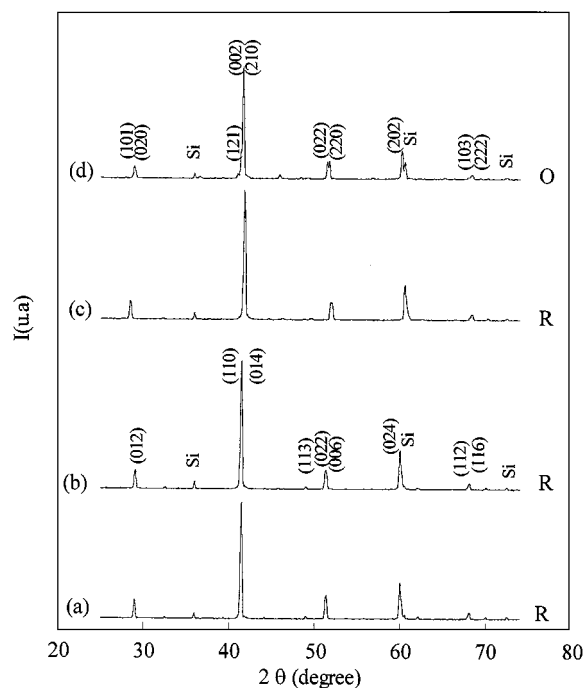 (002)
(210)
(101)
(020)
Si
(121)
(022)
(220)
(202)
Si
(103)
(222)
Si
(d)
O
(c)
R
I(u.a)
(110)
(014)
(012)
Si
(113)
(022)
(006)
(024)
Si
(112)
(116)
Si
(b)
R
(a)
R
20 30 40 50 60 70 80
2 θ (degree)